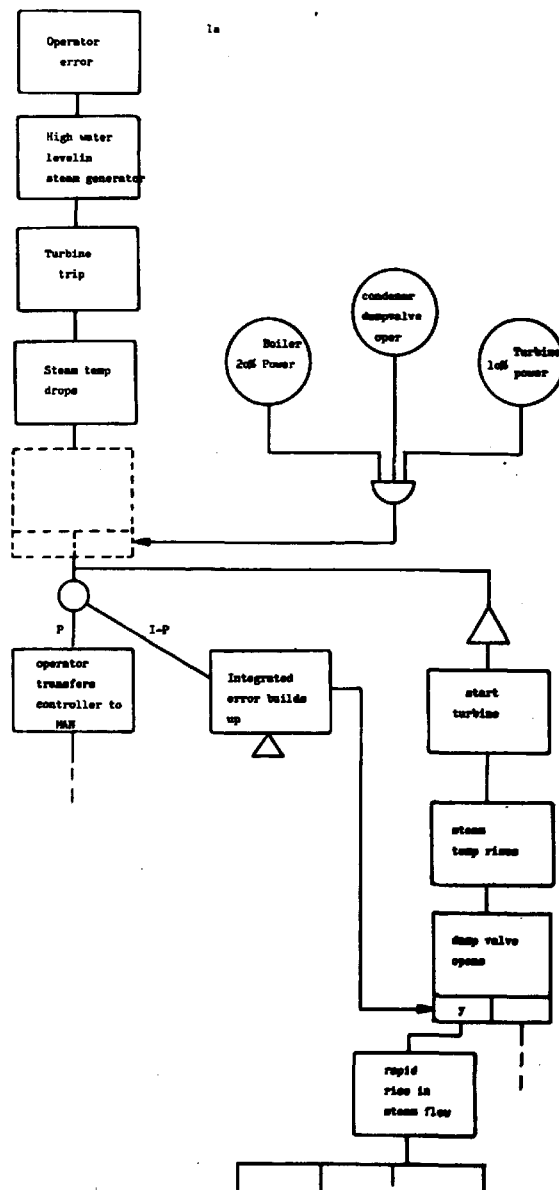 1a
Operator
error
High water
levelin
steam generator
Turbine
trip
Steam temp
drops
Boiler
20% Power
condenser
dumpvalve
oper
Turbine
10% power
P
I-P
operator
transfers
controller to
MAN
Integrated
error builds
up
start
turbine
steam
temp rises
dump valve
opens
y
rapid
rise in
steam flow